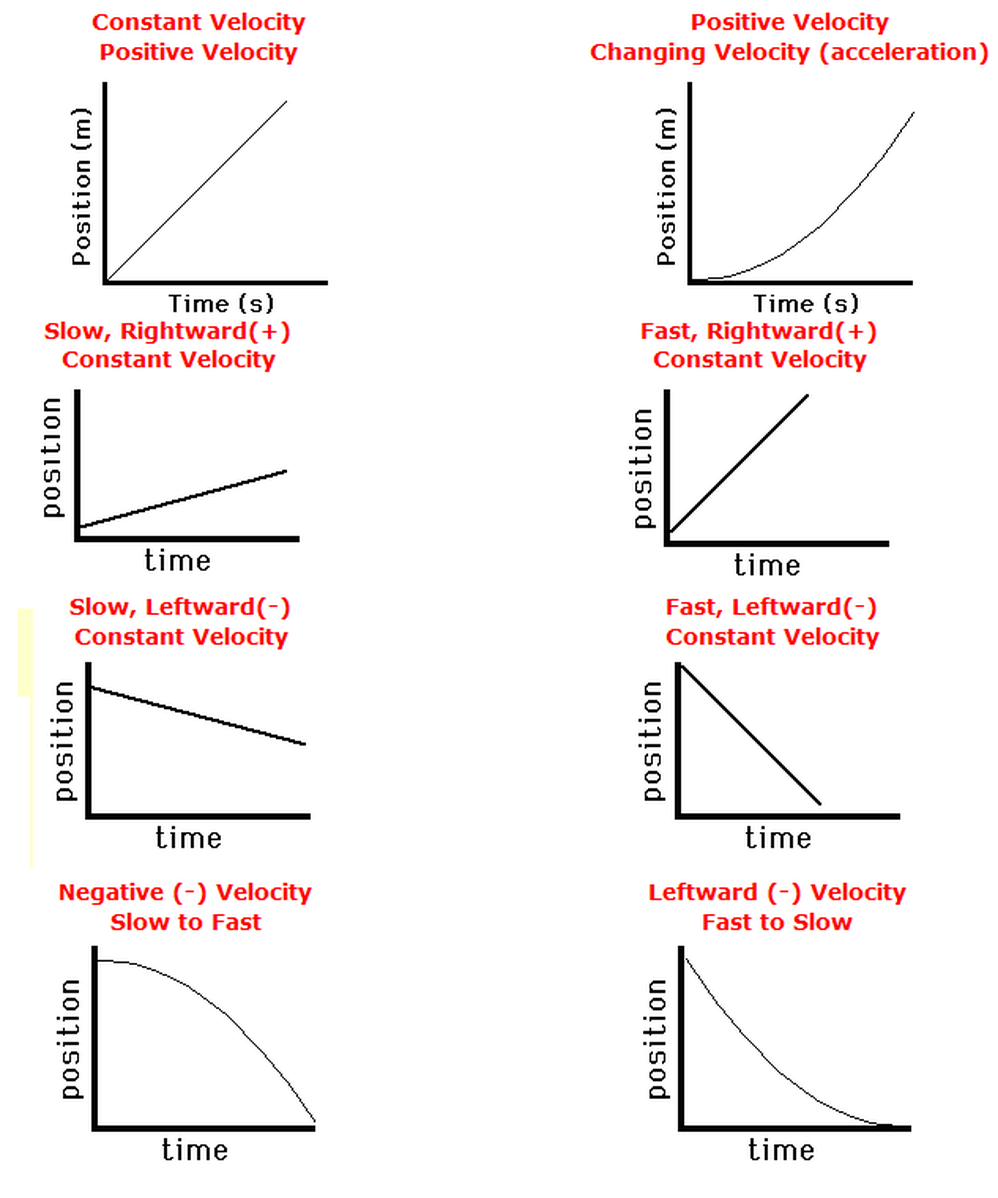 Constant Velocity
Positive Velocity
Position (m)
Time (s)
Positive Velocity
Changing Velocity (acceleration)
Position (m)
Time (s)
Slow, Rightward(+)
Constant Velocity
position
time
Fast, Rightward(+)
Constant Velocity
position
time
Slow, Leftward(-)
Constant Velocity
position
time
Fast, Leftward(-)
Constant Velocity
position
time
Negative (-) Velocity
Slow to Fast
position
time
Leftward (-) Velocity
Fast to Slow
position
time